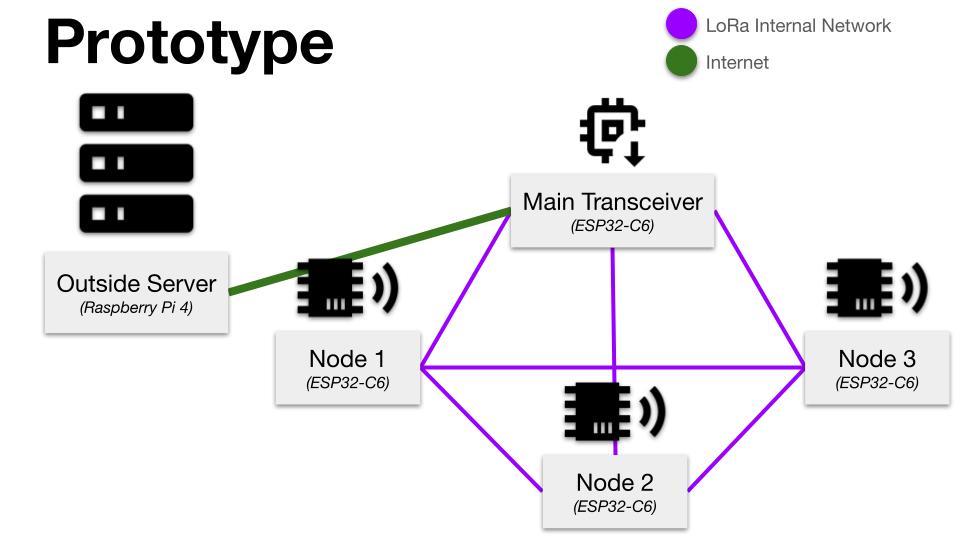 Prototype
LoRa Internal Network
Internet
Main Transceiver
(ESP32-C6)
Outside Server
(Raspberry Pi 4)
Node 1
(ESP32-C6)
Node 3
(ESP32-C6)
Node 2
(ESP32-C6)